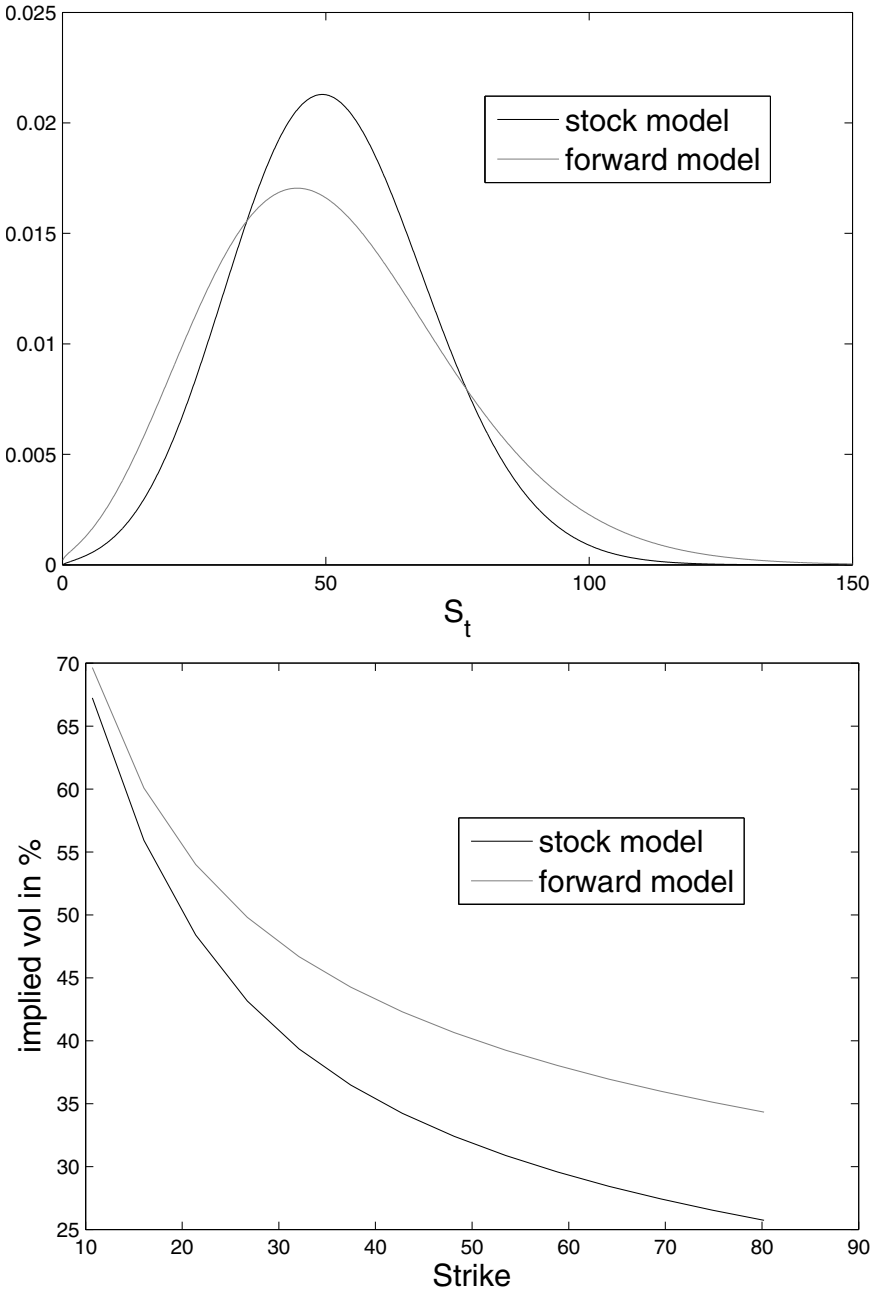 0.025
0.02
0.015
0.01
0.005
0
0 50 100 150
S_t
stock model
forward model
70
65
60
55
50
45
40
35
30
25
10 20 30 40 50 60 70 80 90
implied vol in %
Strike
stock model
forward model